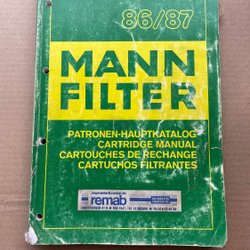 86/87
MANN
FILTER
PATRONEN-HAUPTKATALOG
CARTRIDGE MANUAL
CARTOUCHES DE RECHANGE
CARTUCHOS FILTRANTES
remab